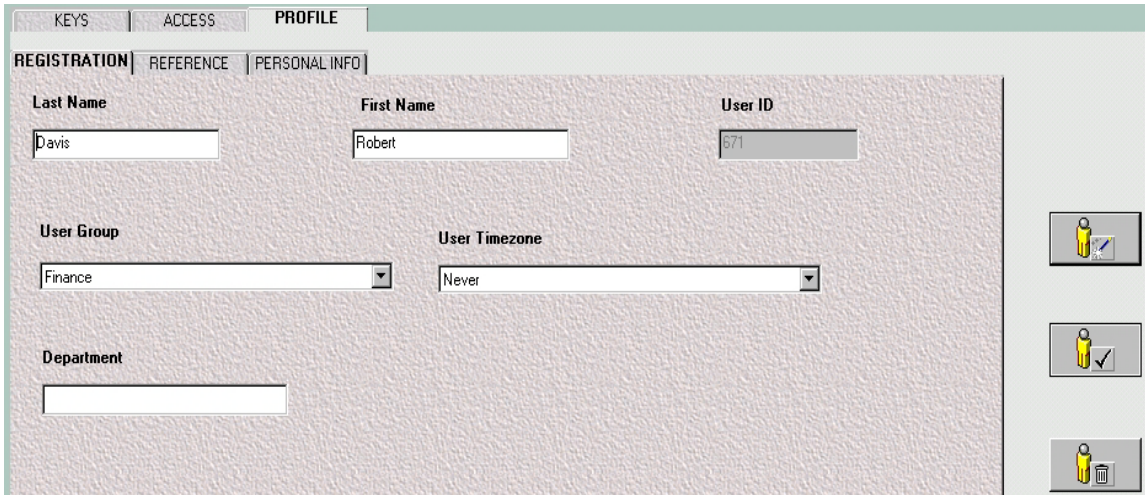 KEYS ACCESS PROFILE
REGISTRATION REFERENCE PERSONAL INFO
Last Name First Name User ID
Davis Robert 671
User Group User Timezone
Finance Never
Department